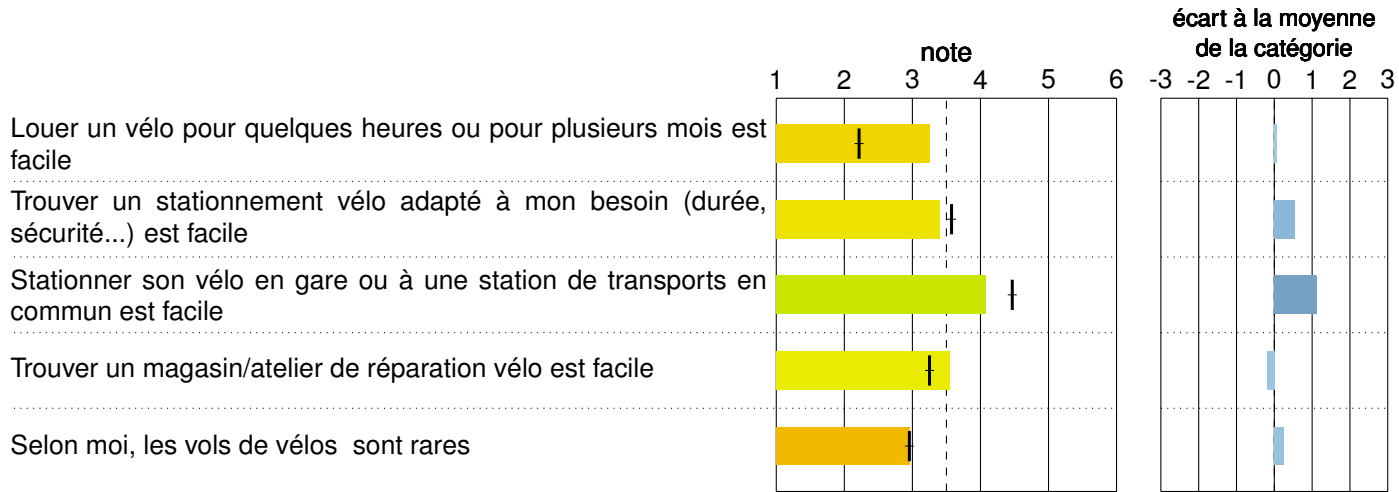 écart à la moyenne
de la catégorie
note
1 2 3 4 5 6
-3 -2 -1 0 1 2 3
Louer un vélo pour quelques heures ou pour plusieurs mois est
facile
Trouver un stationnement vélo adapté à mon besoin (durée,
sécurité...) est facile
Stationner son vélo en gare ou à une station de transports en
commun est facile
Trouver un magasin/atelier de réparation vélo est facile
Selon moi, les vols de vélos sont rares